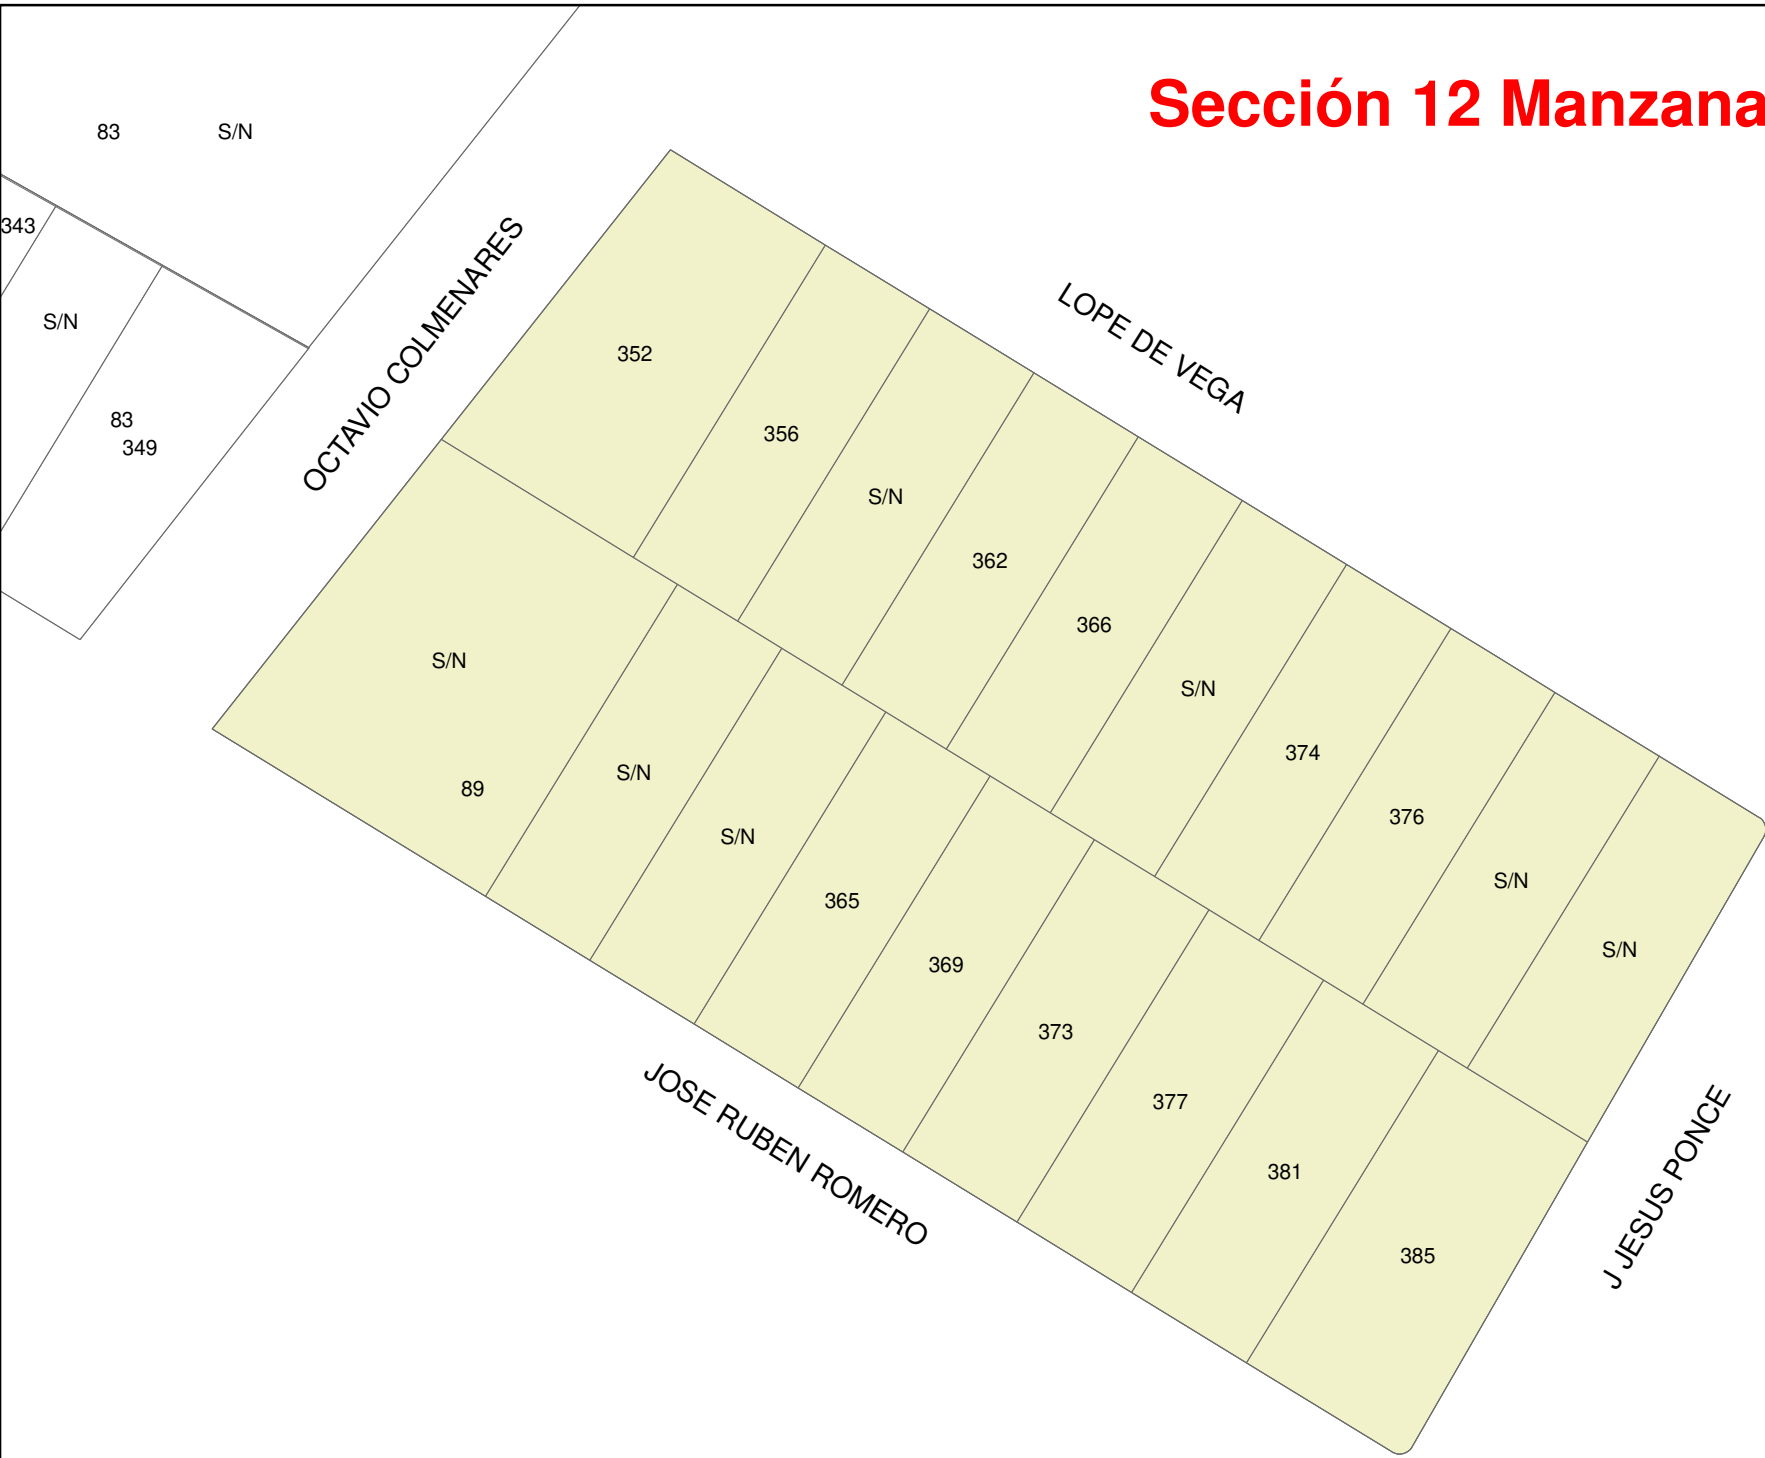 Sección 12 Manzana
83
S/N
343
S/N
83
349
OCTAVIO COLMENARES
LOPE DE VEGA
352
356
S/N
362
366
S/N
374
376
S/N
S/N
S/N
89
S/N
S/N
365
369
373
377
381
385
JOSE RUBEN ROMERO
J JESUS PONCE